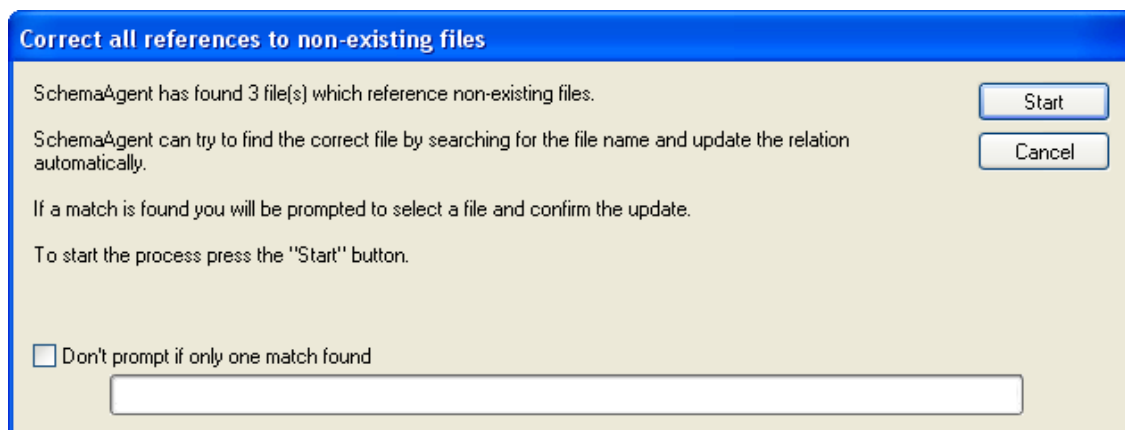 Correct all references to non-existing files
SchemaAgent has found 3 file(s) which reference non-existing files.
Start
SchemaAgent can try to find the correct file by searching for the file name and update the relation
automatically.
Cancel
If a match is found you will be prompted to select a file and confirm the update.
To start the process press the "Start" button.
Don't prompt if only one match found